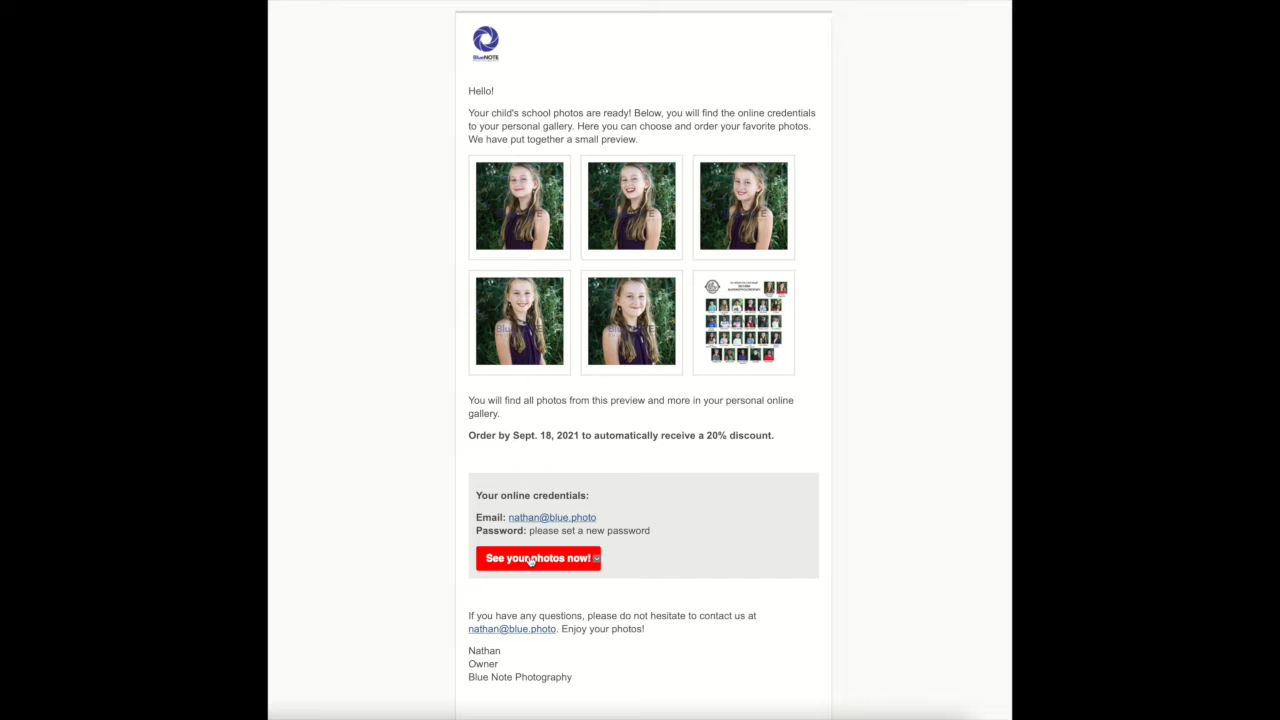 BlueNOTE
Hello!
Your child's school photos are ready! Below, you will find the online credentials
to your personal gallery. Here you can choose and order your favorite photos.
We have put together a small preview.
You will find all photos from this preview and more in your personal online
gallery.
Order by Sept. 18, 2021 to automatically receive a 20% discount.
Your online credentials:
Email: nathan@blue.photo
Password: please set a new password
See your photos now!
If you have any questions, please do not hesitate to contact us at
nathan@blue.photo. Enjoy your photos!
Nathan
Owner
Blue Note Photography